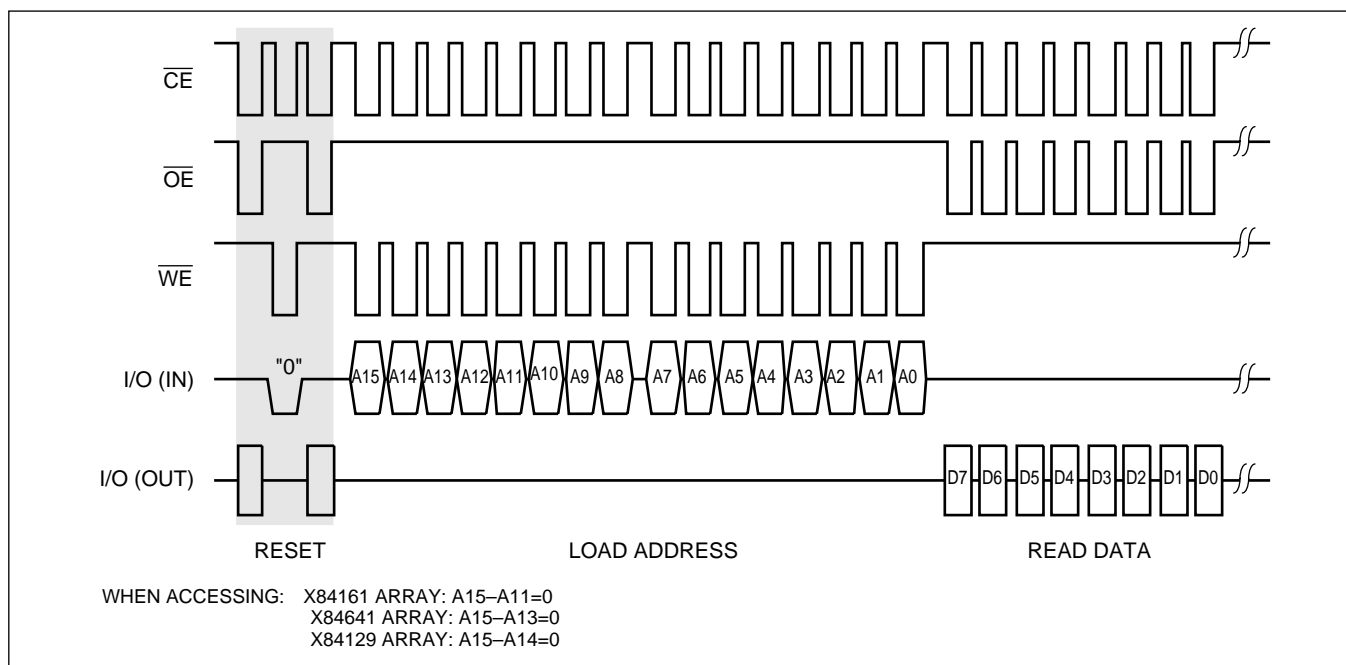 CE
OE
WE
"0"
I/O (IN) A15 A14 A13 A12 A11 A10 A9 A8 A7 A6 A5 A4 A3 A2 A1 A0
I/O (OUT) D7 D6 D5 D4 D3 D2 D1 D0
RESET LOAD ADDRESS READ DATA
WHEN ACCESSING: X84161 ARRAY: A15–A11=0
X84641 ARRAY: A15–A13=0
X84129 ARRAY: A15–A14=0